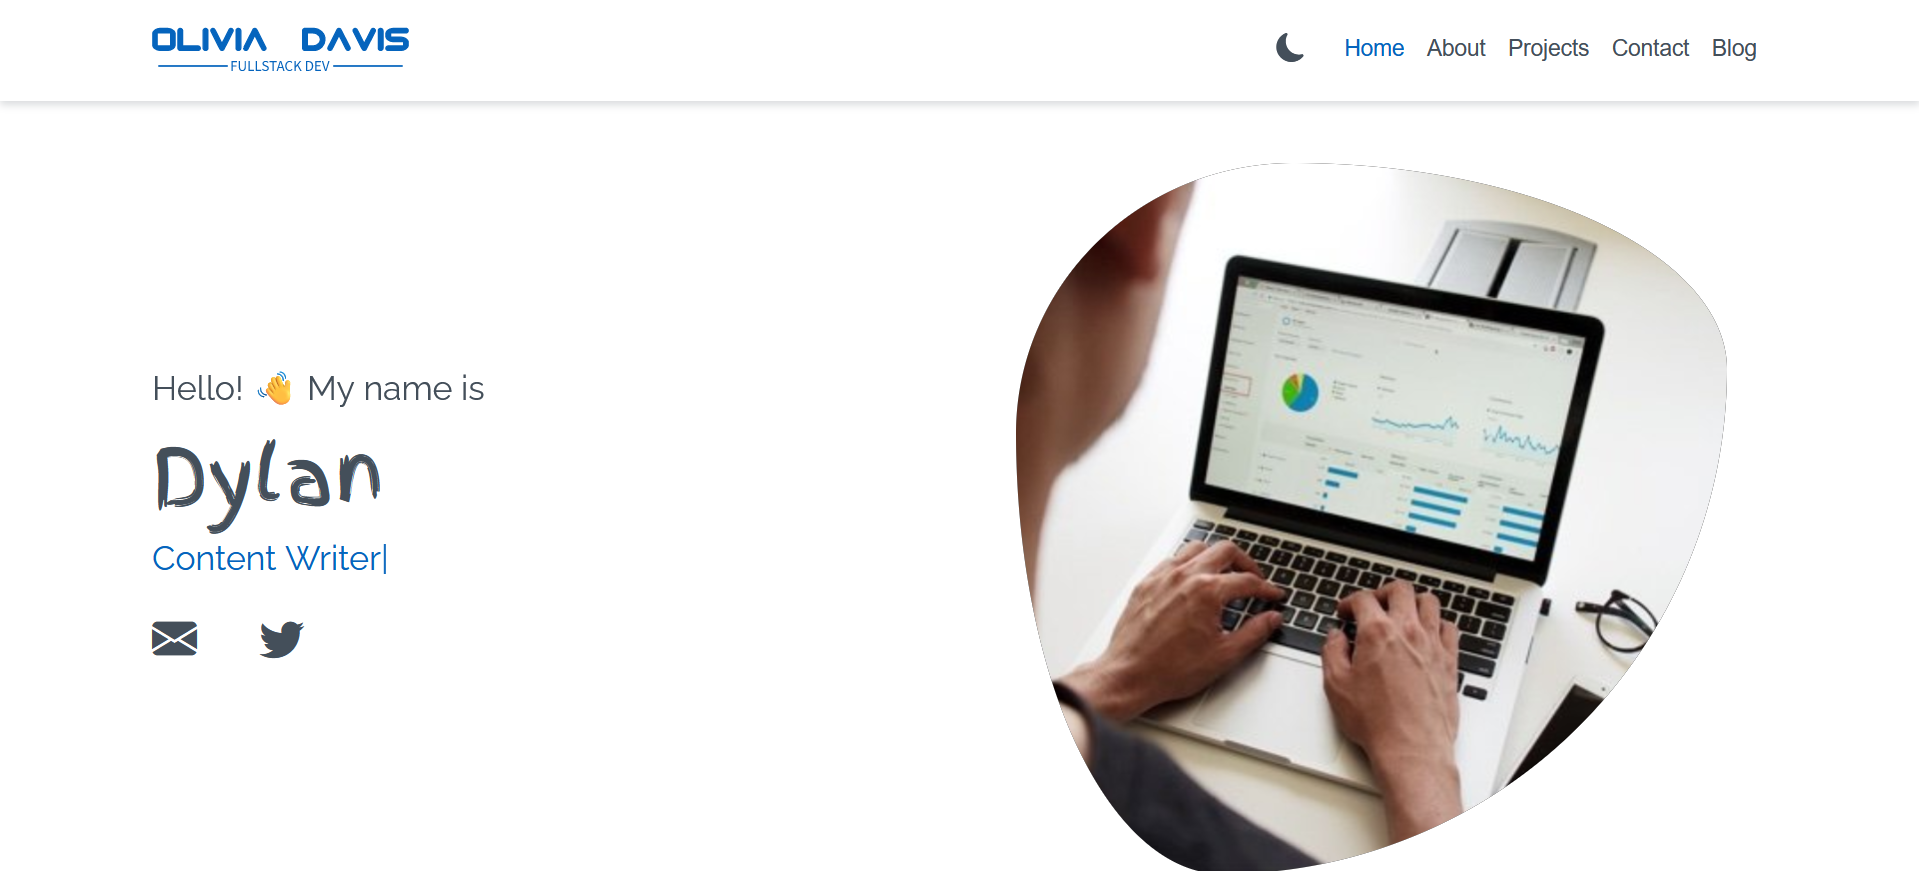 OLIVIA DAVIS
FULLSTACK DEV
Home About Projects Contact Blog
Hello! 👋 My name is
Dylan
Content Writer|